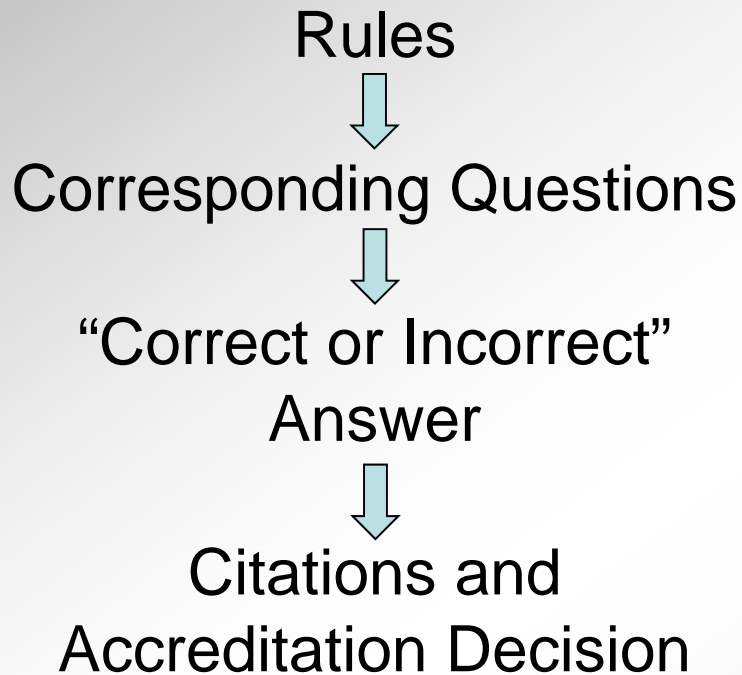 Rules
Corresponding Questions
“Correct or Incorrect”
Answer
Citations and
Accreditation Decision